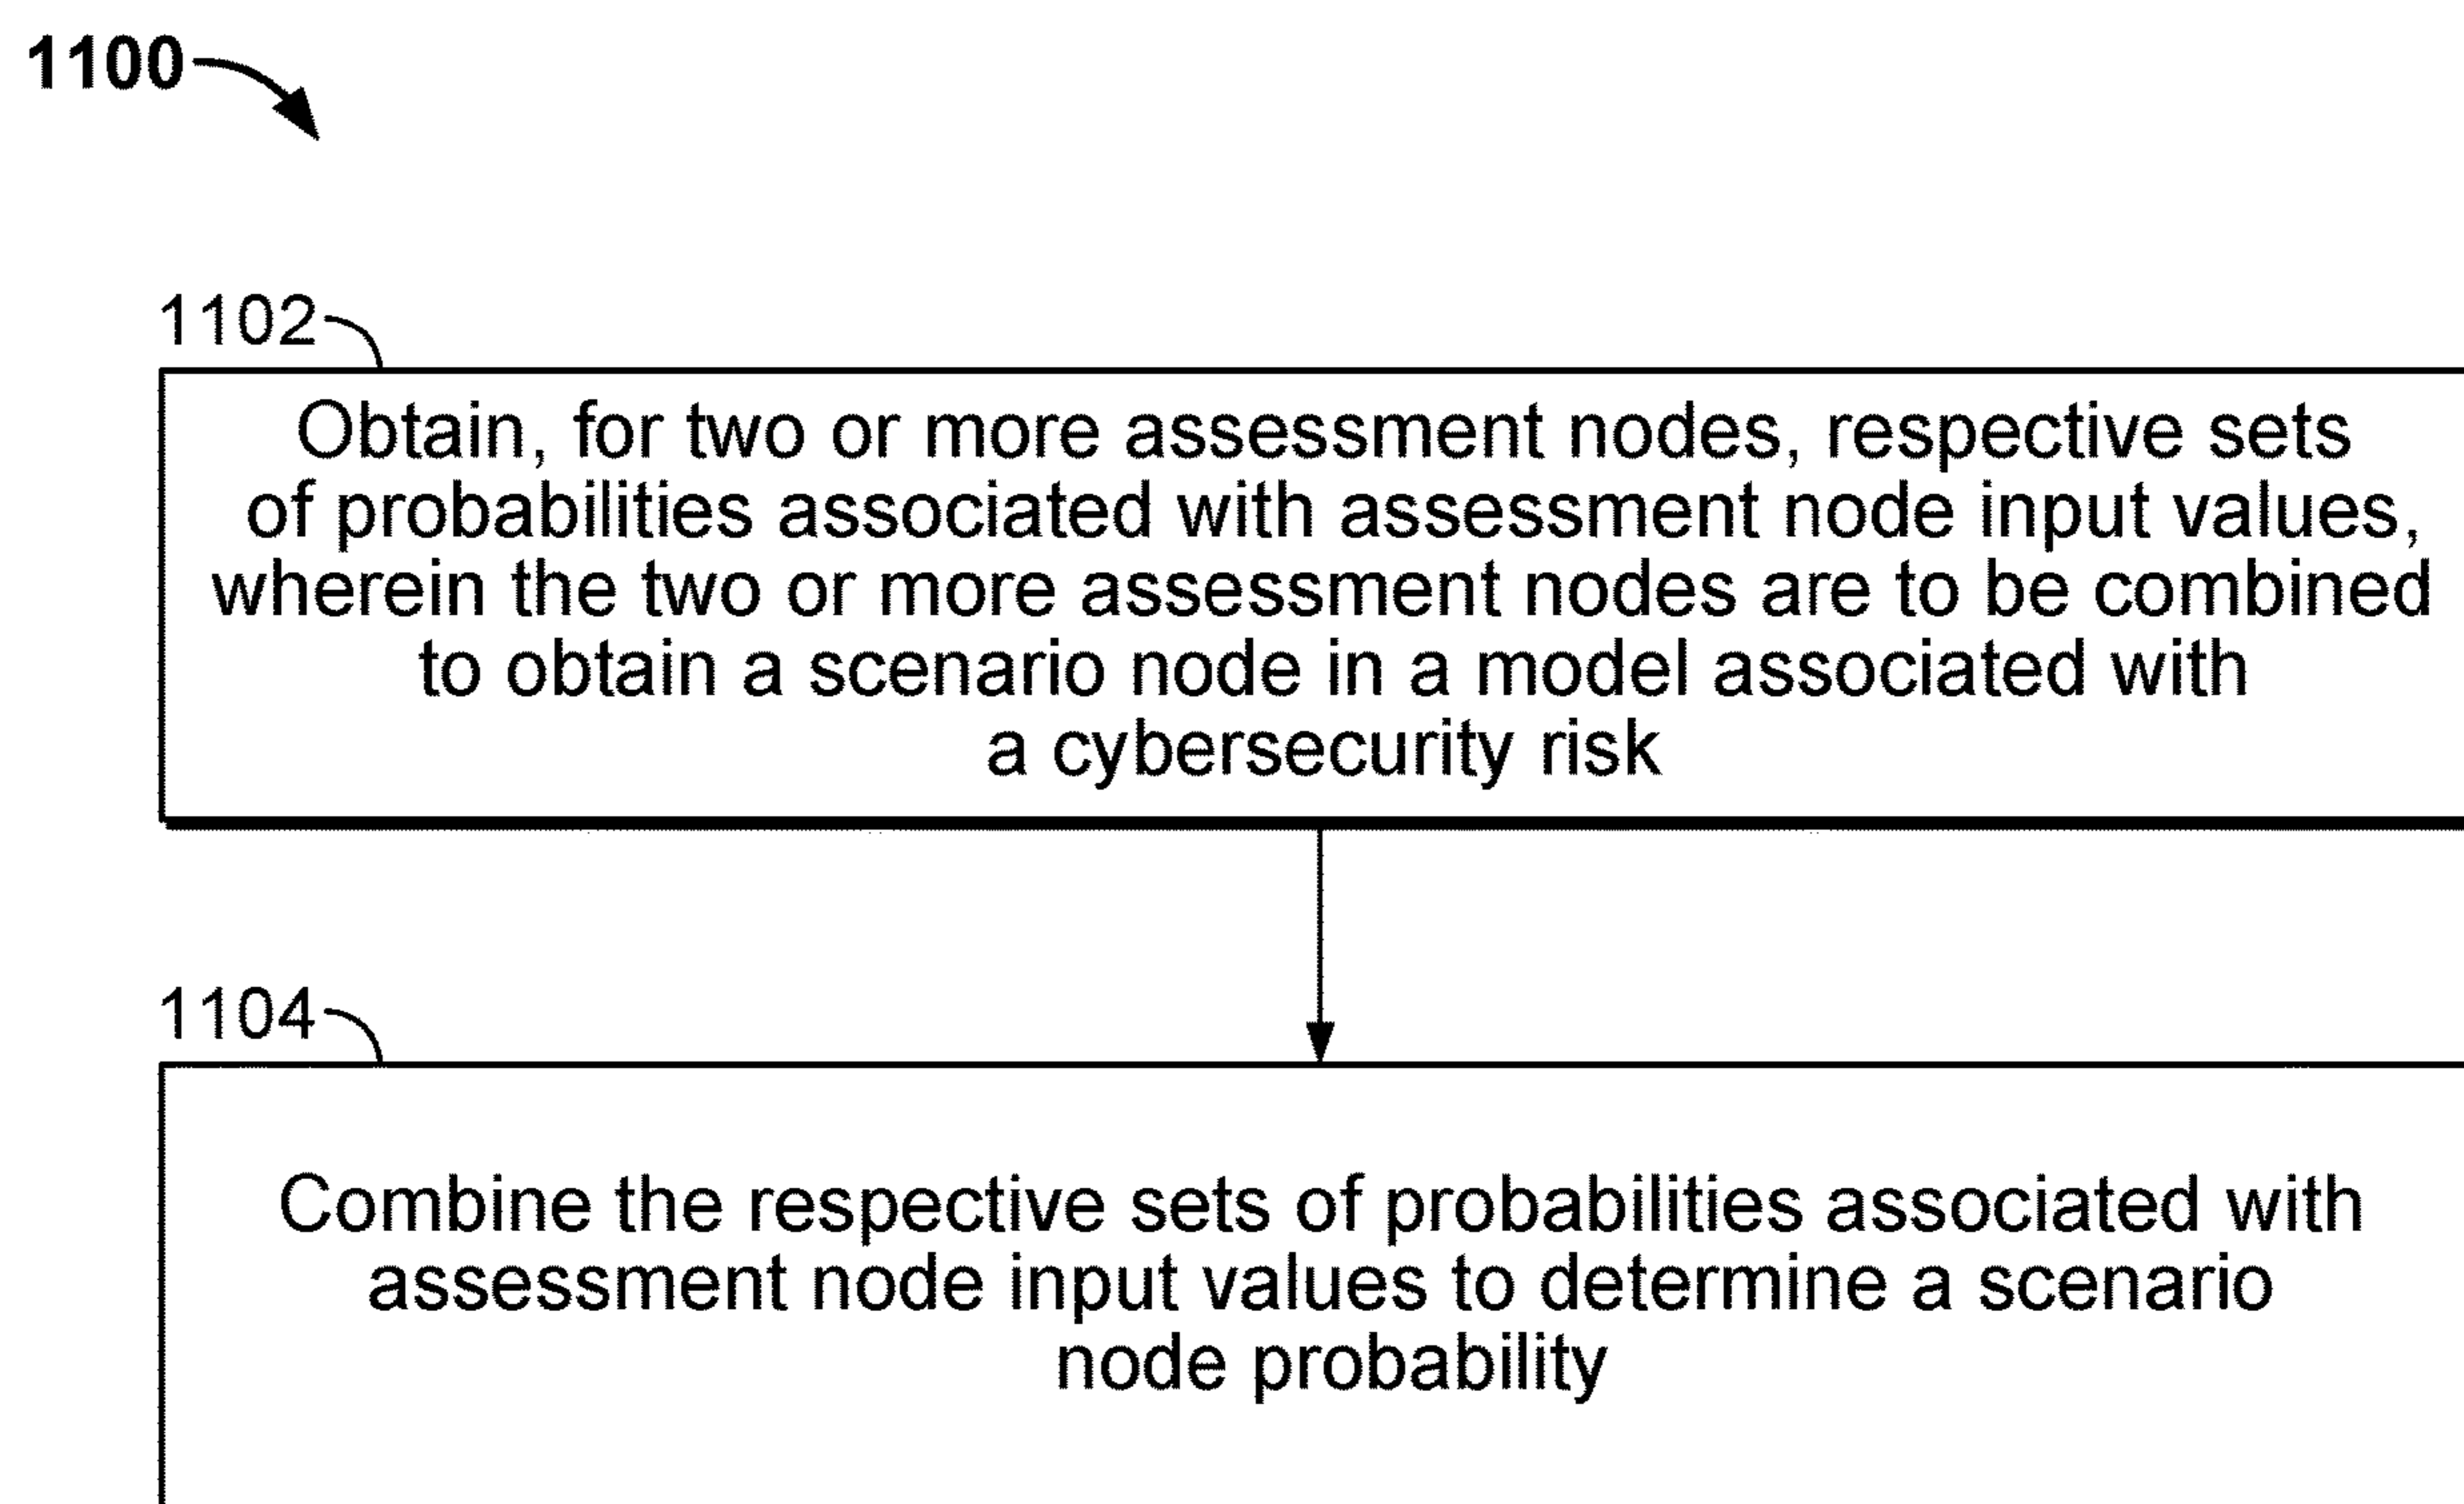 1100
1102
Obtain, for two or more assessment nodes, respective sets
of probabilities associated with assessment node input values,
wherein the two or more assessment nodes are to be combined
to obtain a scenario node in a model associated with
a cybersecurity risk
1104
Combine the respective sets of probabilities associated with
assessment node input values to determine a scenario
node probability